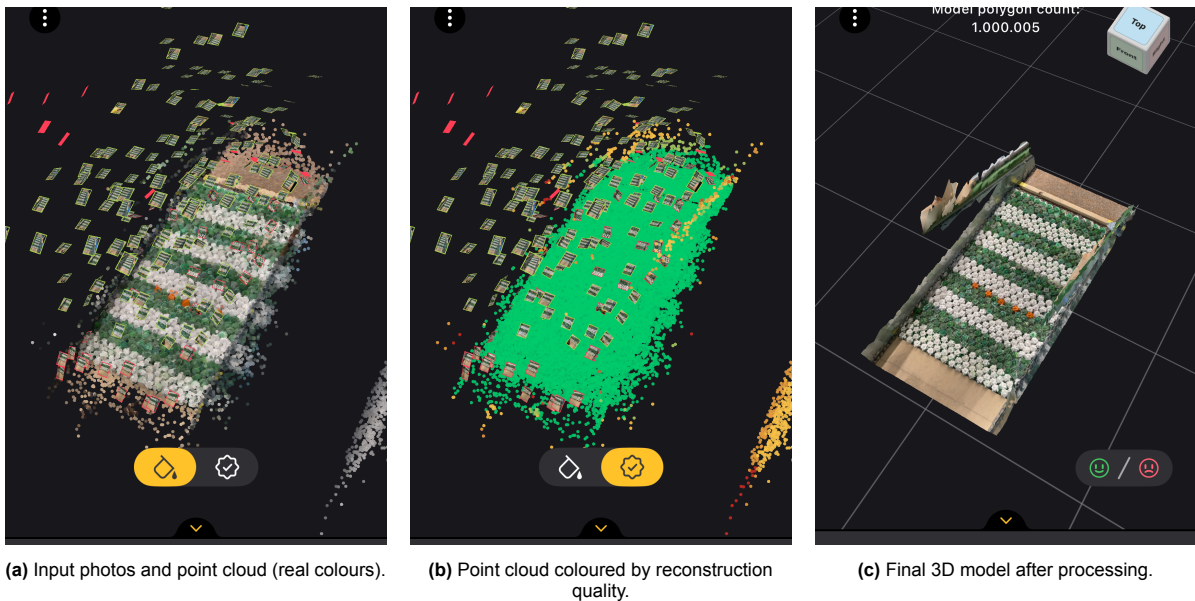 Model polygon count:
1.000.005
Top
Front
(a) Input photos and point cloud (real colours).
(b) Point cloud coloured by reconstruction
quality.
(c) Final 3D model after processing.